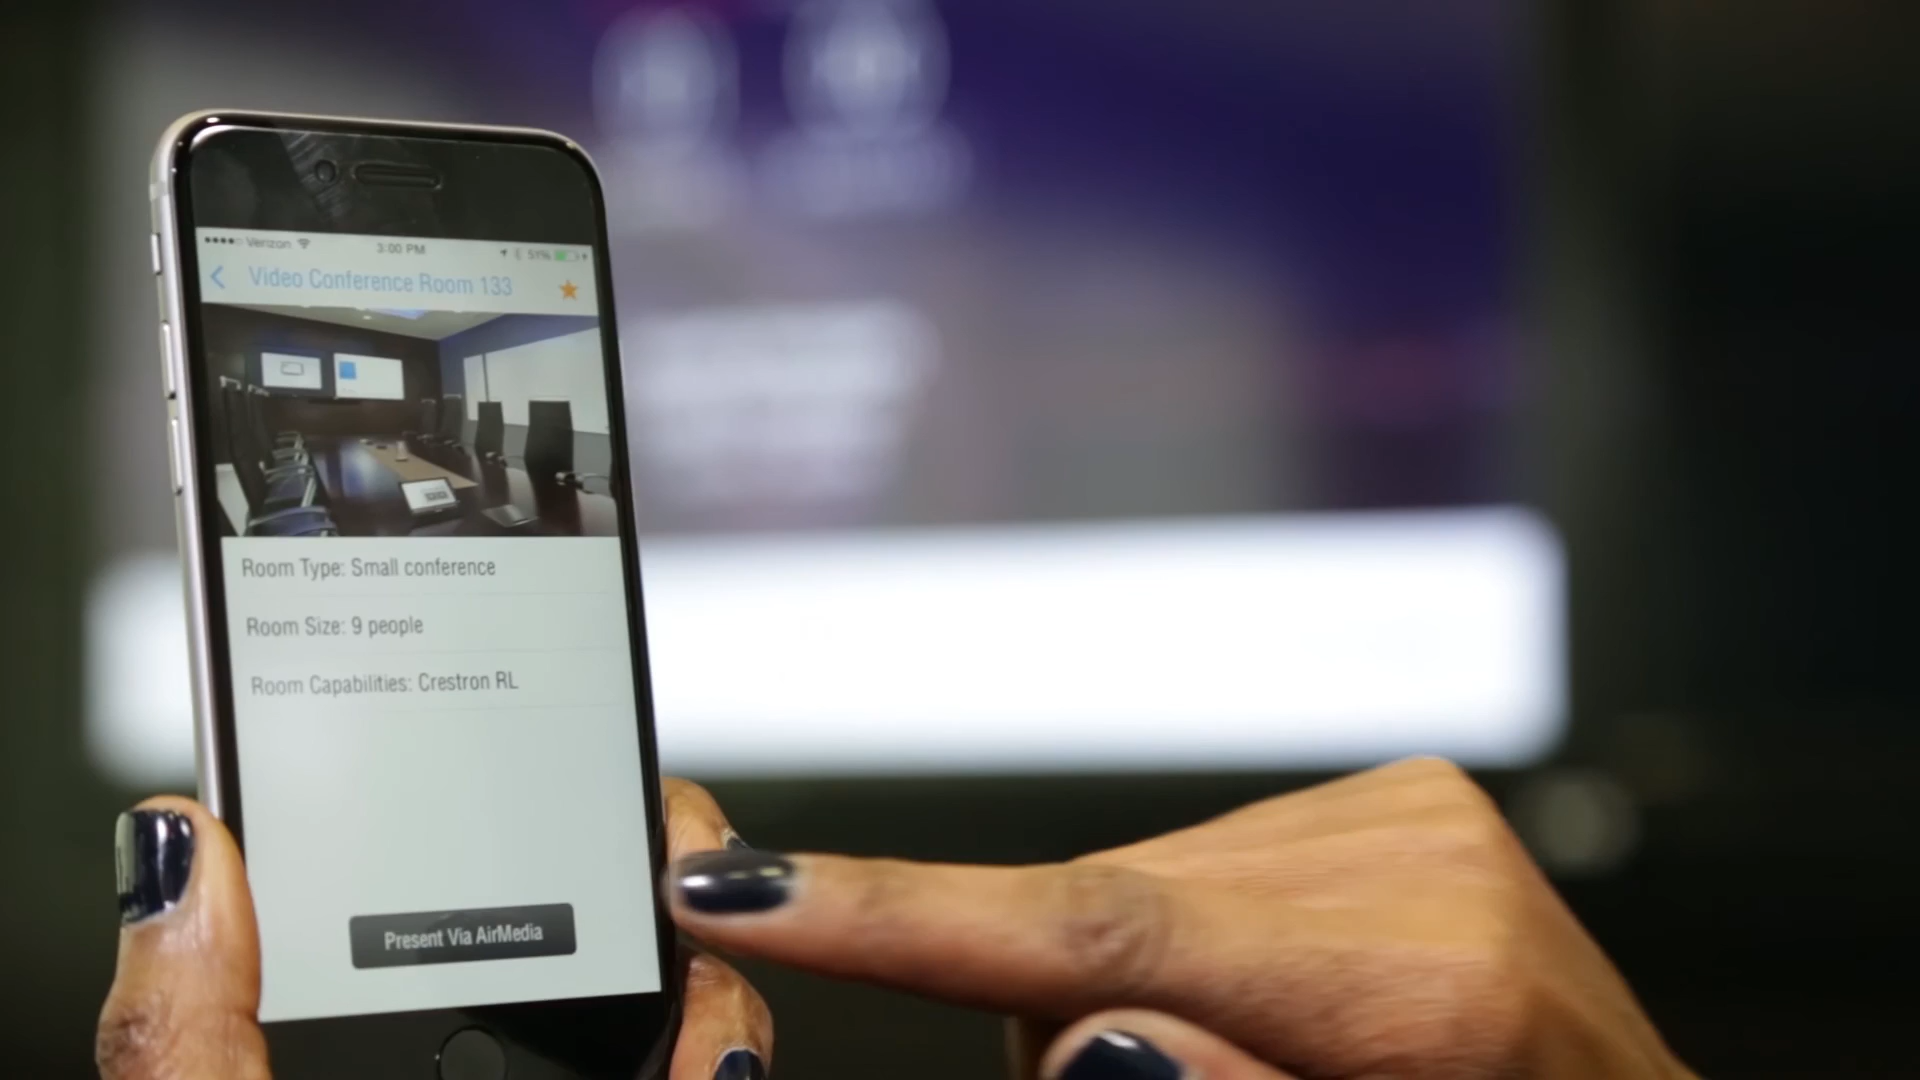 Verizon 3:00 PM 51%
Video Conference Room 133
Room Type: Small conference
Room Size: 9 people
Room Capabilities: Crestron RL
Present Via AirMedia